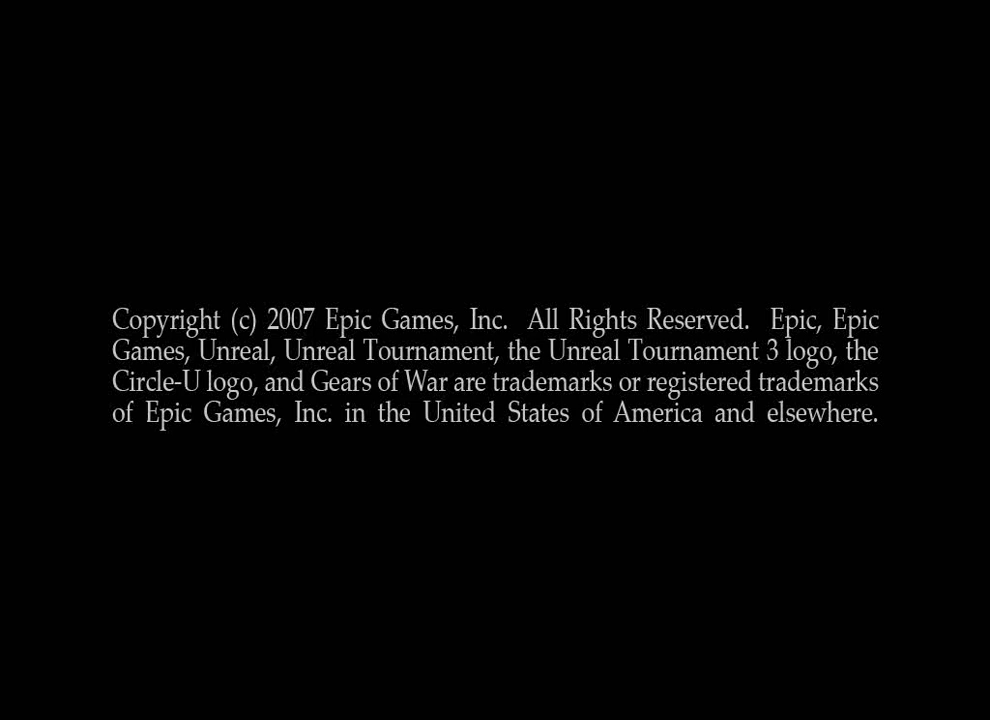 Copyright (c) 2007 Epic Games, Inc.  All Rights Reserved.  Epic, Epic
Games, Unreal, Unreal Tournament, the Unreal Tournament 3 logo, the
Circle-U logo, and Gears of War are trademarks or registered trademarks
of Epic Games, Inc. in the United States of America and elsewhere.